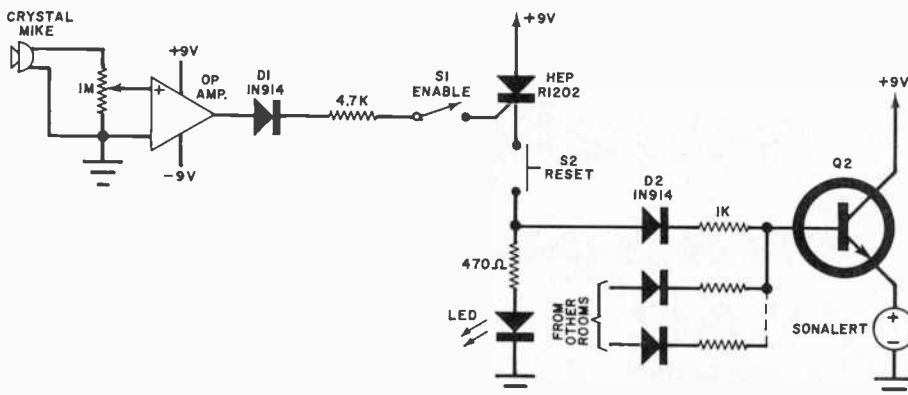 CRYSTAL
MIKE
1M
+9V
OP
AMP.
+
-9V
D1
1N914
4.7K
S1
ENABLE
+9V
HEP
R1202
S2
RESET
470Ω
LED
D2
1N914
1K
FROM
OTHER
ROOMS
Q2
+9V
SONALERT
+
-